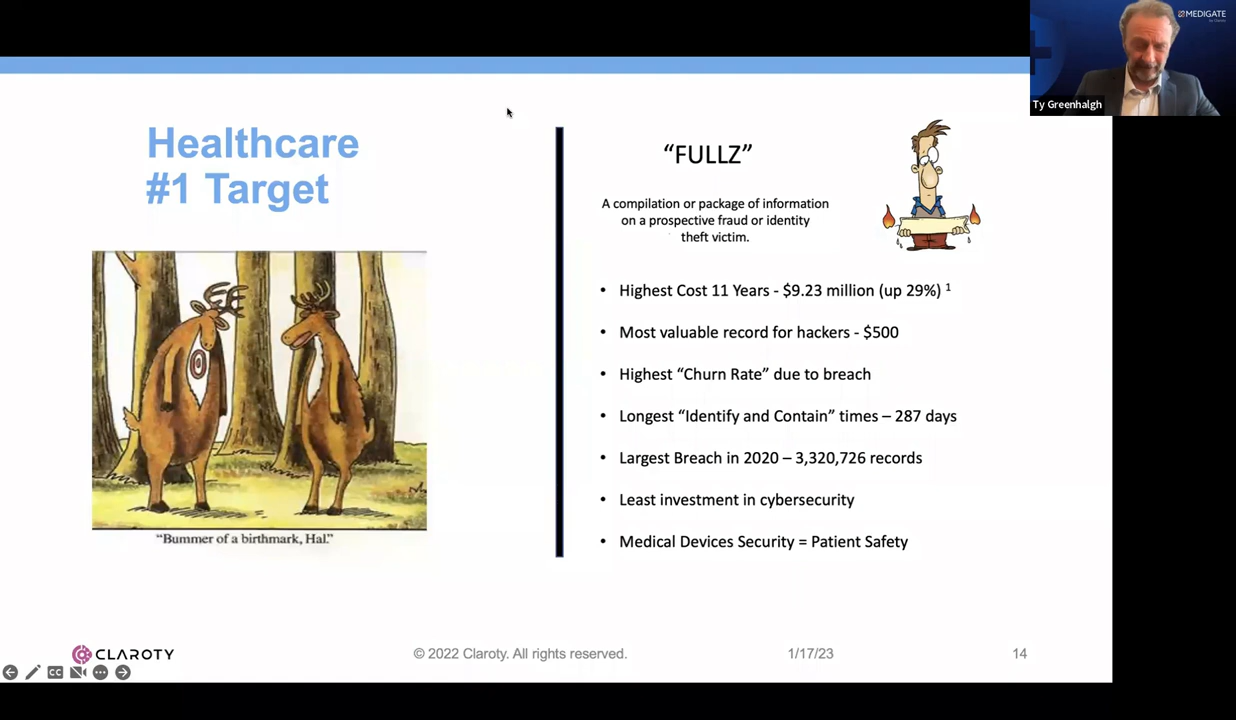 MEDIGATE
Ty Greenhalgh
Healthcare
#1 Target
"Bummer of a birthmark, Hal."
"FULLZ"
A compilation or package of information
on a prospective fraud or identity
theft victim.
• Highest Cost 11 Years - $9.23 million (up 29%) 1
• Most valuable record for hackers - $500
• Highest "Churn Rate" due to breach
• Longest "Identify and Contain" times – 287 days
• Largest Breach in 2020 – 3,320,726 records
• Least investment in cybersecurity
• Medical Devices Security = Patient Safety
CLAROTY
© 2022 Claroty. All rights reserved.
1/17/23
14
CC